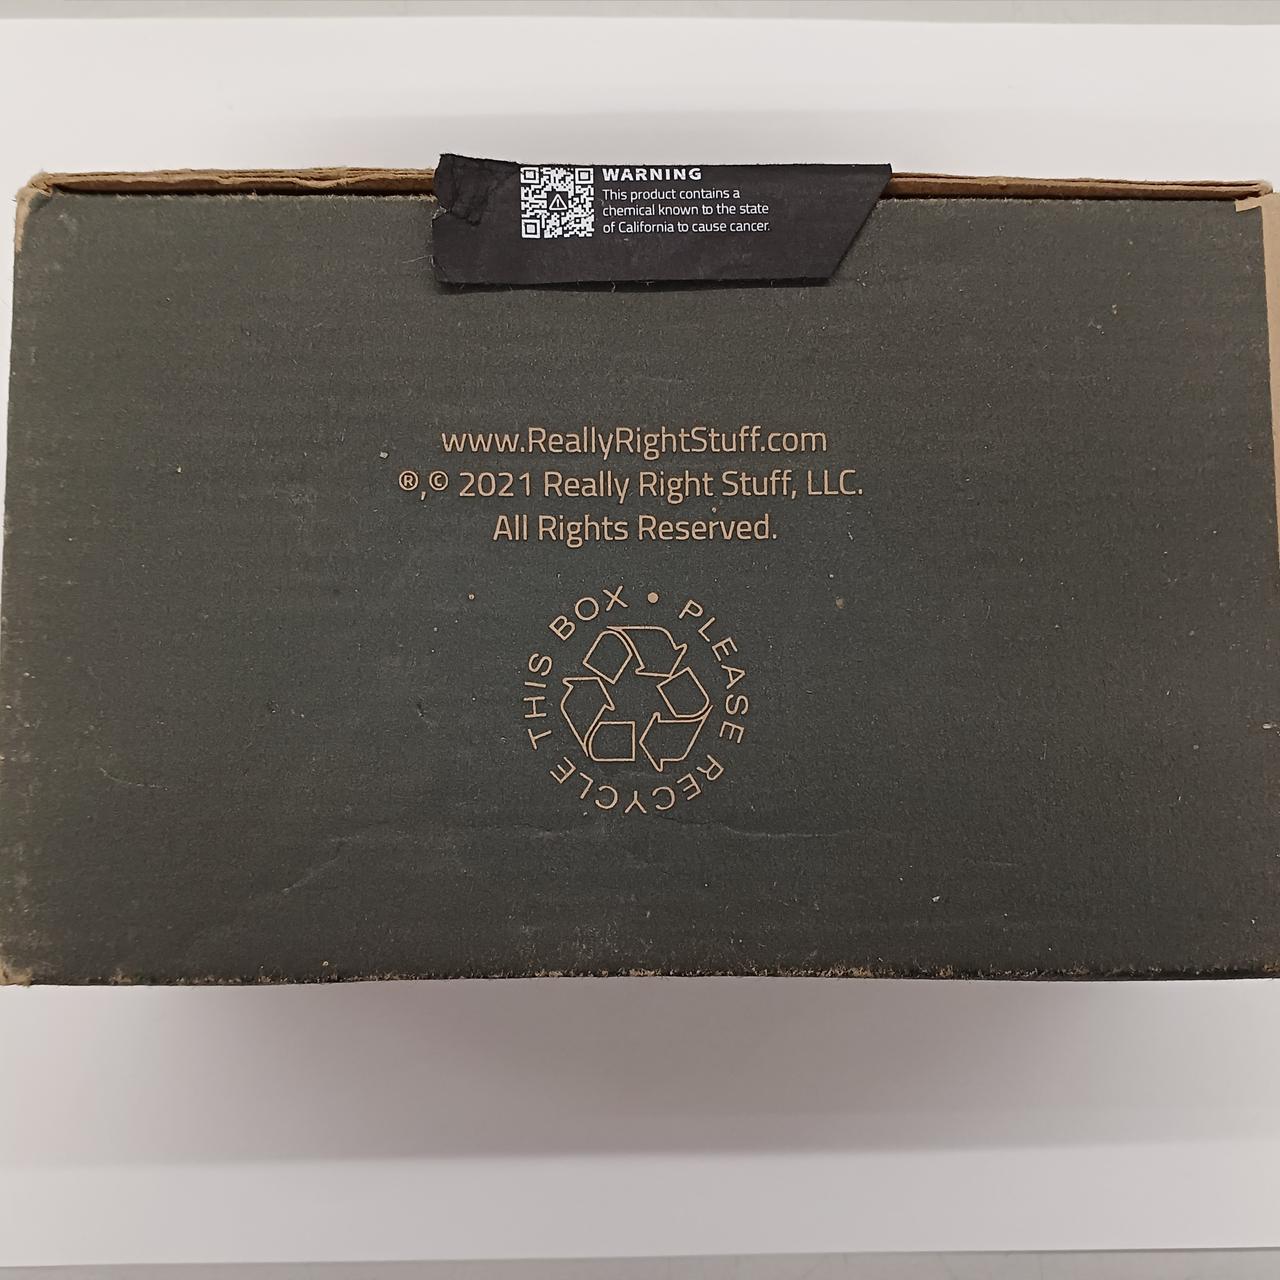 WARNING
This product contains a
chemical known to the state
of California to cause cancer.
www.ReallyRightStuff.com
®,© 2021 Really Right Stuff, LLC.
All Rights Reserved.
PLEASE RECYCLE THIS BOX •